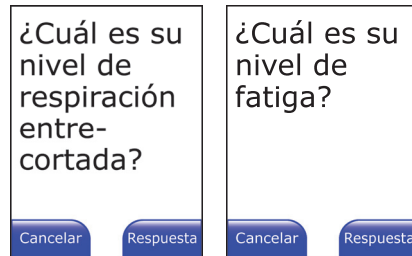 ¿Cuál es su
nivel de
respiración
entre-
cortada?
Cancelar Respuesta
¿Cuál es su
nivel de
fatiga?
Cancelar Respuesta